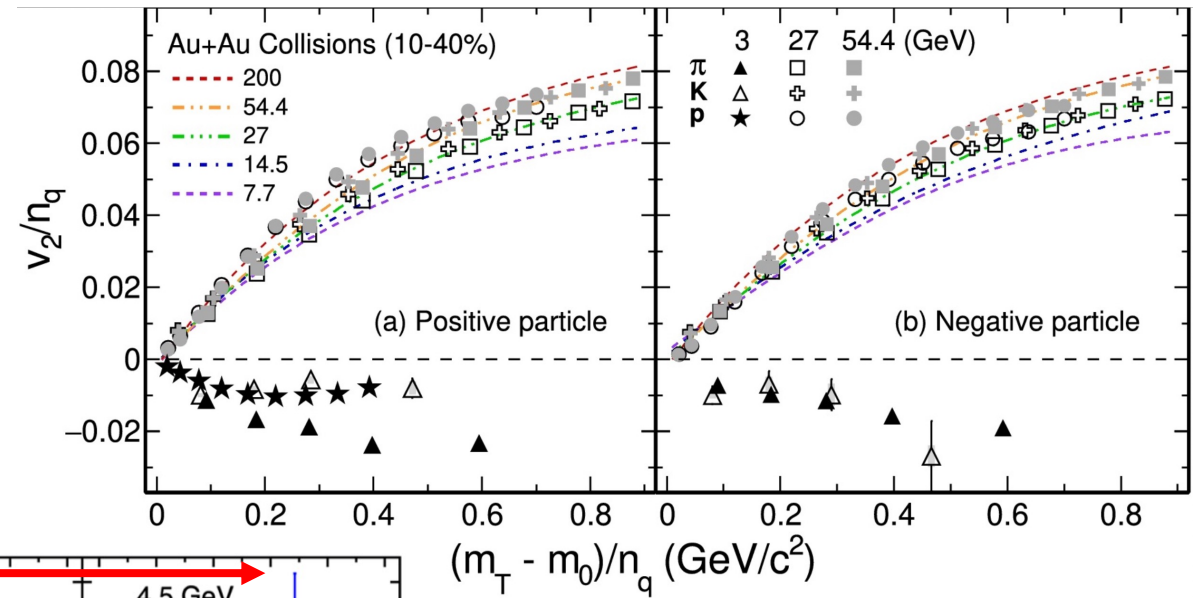 Au+Au Collisions (10-40%)
200
54.4
27
14.5
7.7
3 27 54.4 (GeV)
π
K
p
v₂/n_q
0.08
0.06
0.04
0.02
0
−0.02
(a) Positive particle
(b) Negative particle
0 0.2 0.4 0.6 0.8 0 0.2 0.4 0.6 0.8
(m_T - m₀)/n_q (GeV/c²)
4.5 GeV